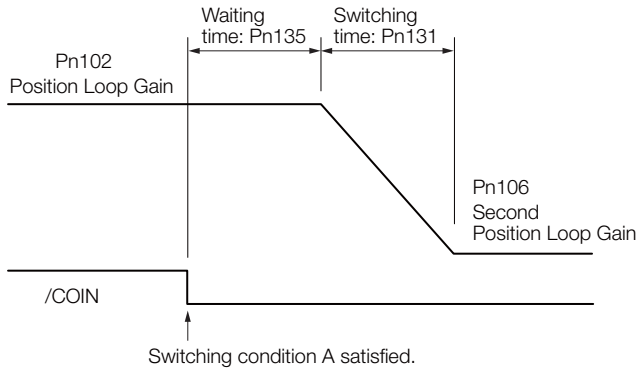 Waiting
time: Pn135
Switching
time: Pn131
Pn102
Position Loop Gain
Pn106
Second
Position Loop Gain
/COIN
Switching condition A satisfied.